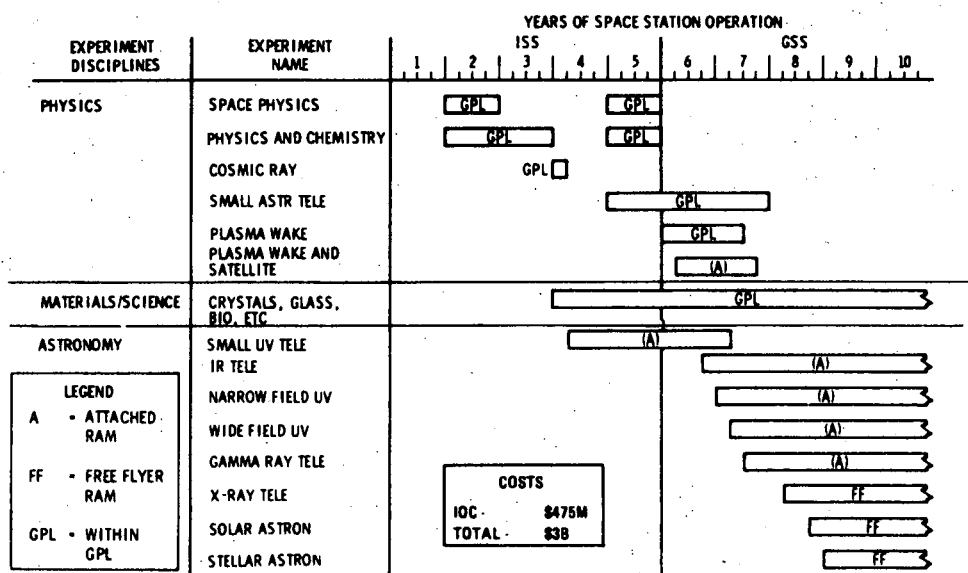 YEARS OF SPACE STATION OPERATION
ISS GSS
EXPERIMENT DISCIPLINES
EXPERIMENT NAME
1 2 3 4 5 6 7 8 9 10
PHYSICS
SPACE PHYSICS GPL GPL
PHYSICS AND CHEMISTRY GPL GPL
COSMIC RAY GPL
SMALL ASTR TELE GPL
PLASMA WAKE GPL
PLASMA WAKE AND
SATELLITE (A)
MATERIALS/SCIENCE CRYSTALS, GLASS, GPL
BIO, ETC
ASTRONOMY SMALL UV TELE (A)
IR TELE (A)
NARROW FIELD UV (A)
WIDE FIELD UV (A)
GAMMA RAY TELE (A)
X-RAY TELE FF
SOLAR ASTRON FF
STELLAR ASTRON FF
LEGEND
A - ATTACHED
RAM
FF - FREE FLYER
RAM
GPL - WITHIN
GPL
COSTS
IOC - $475M
TOTAL - $3B